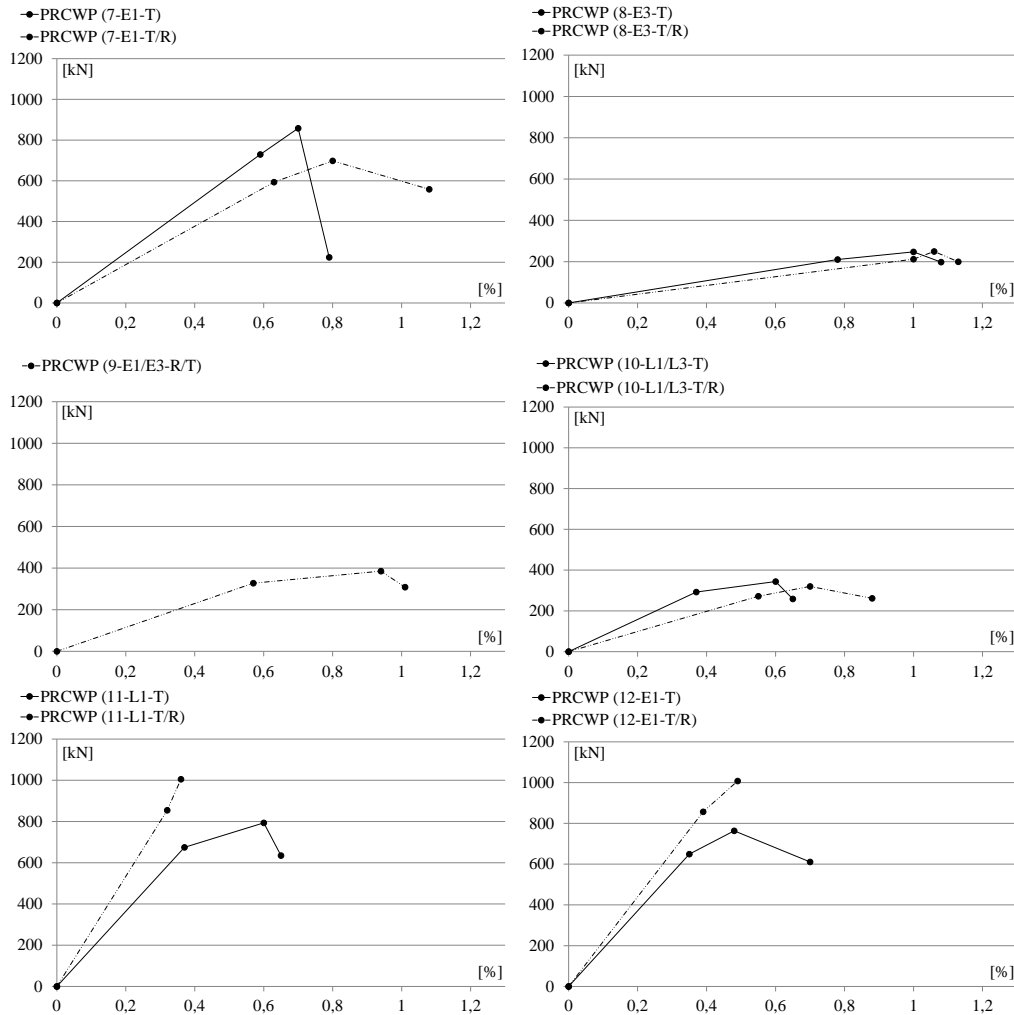 PRCWP (7-E1-T)
PRCWP (7-E1-T/R)
[kN]
1200
1000
800
600
400
200
0
[%]
0 0,2 0,4 0,6 0,8 1 1,2
PRCWP (8-E3-T)
PRCWP (8-E3-T/R)
[kN]
1200
1000
800
600
400
200
0
[%]
0 0,2 0,4 0,6 0,8 1 1,2
PRCWP (9-E1/E3-R/T)
[kN]
1200
1000
800
600
400
200
0
[%]
0 0,2 0,4 0,6 0,8 1 1,2
PRCWP (10-L1/L3-T)
PRCWP (10-L1/L3-T/R)
[kN]
1200
1000
800
600
400
200
0
[%]
0 0,2 0,4 0,6 0,8 1 1,2
PRCWP (11-L1-T)
PRCWP (11-L1-T/R)
[kN]
1200
1000
800
600
400
200
0
[%]
0 0,2 0,4 0,6 0,8 1 1,2
PRCWP (12-E1-T)
PRCWP (12-E1-T/R)
[kN]
1200
1000
800
600
400
200
0
[%]
0 0,2 0,4 0,6 0,8 1 1,2